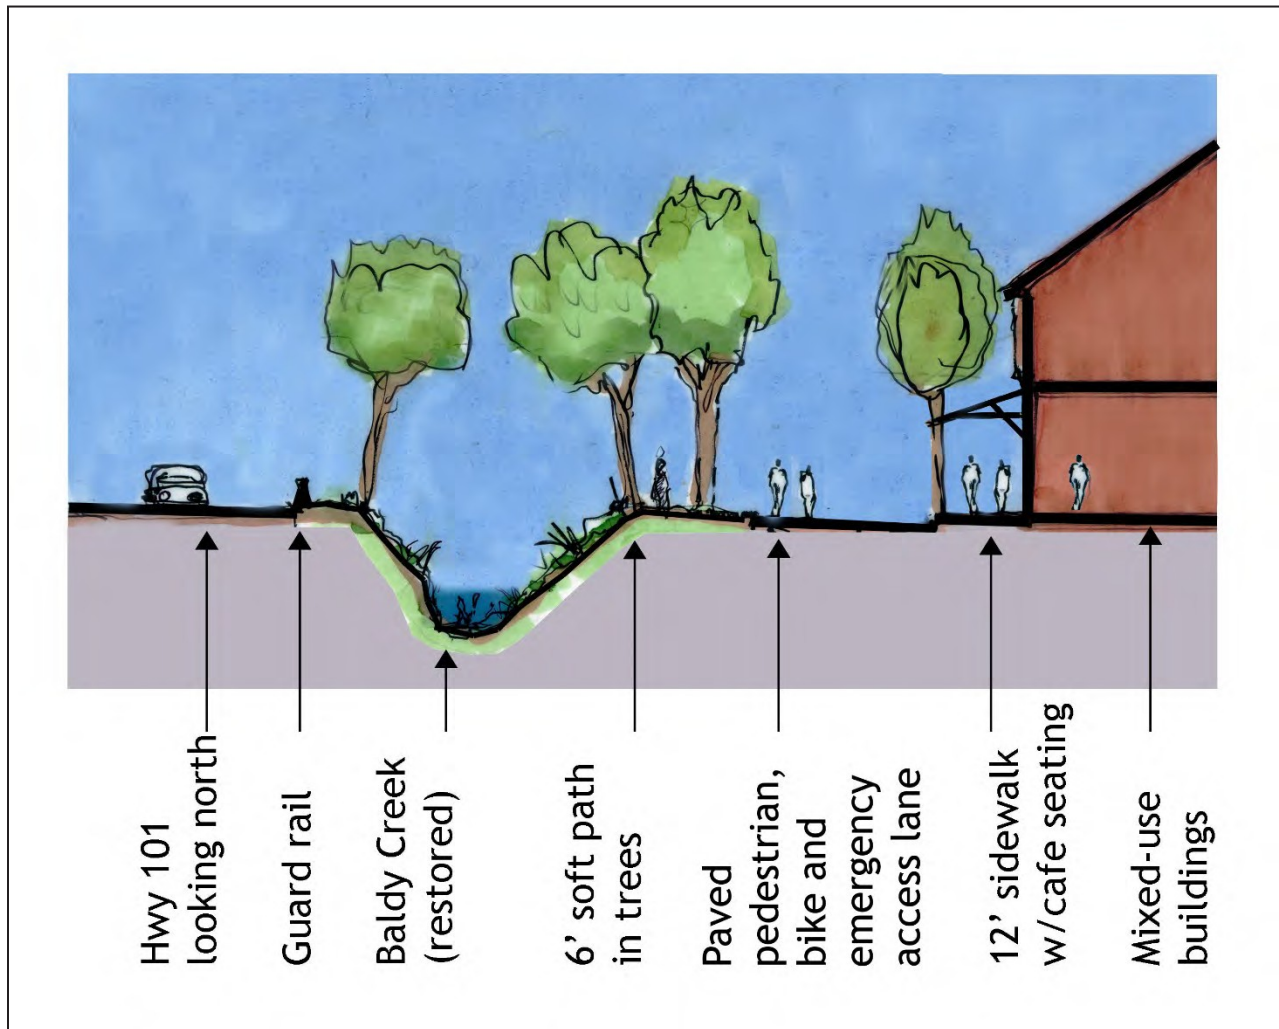 Hwy 101
looking north
Guard rail
Baldy Creek
(restored)
6’ soft path
in trees
Paved
pedestrian,
bike and
emergency
access lane
12’ sidewalk
w/cafe seating
Mixed-use
buildings